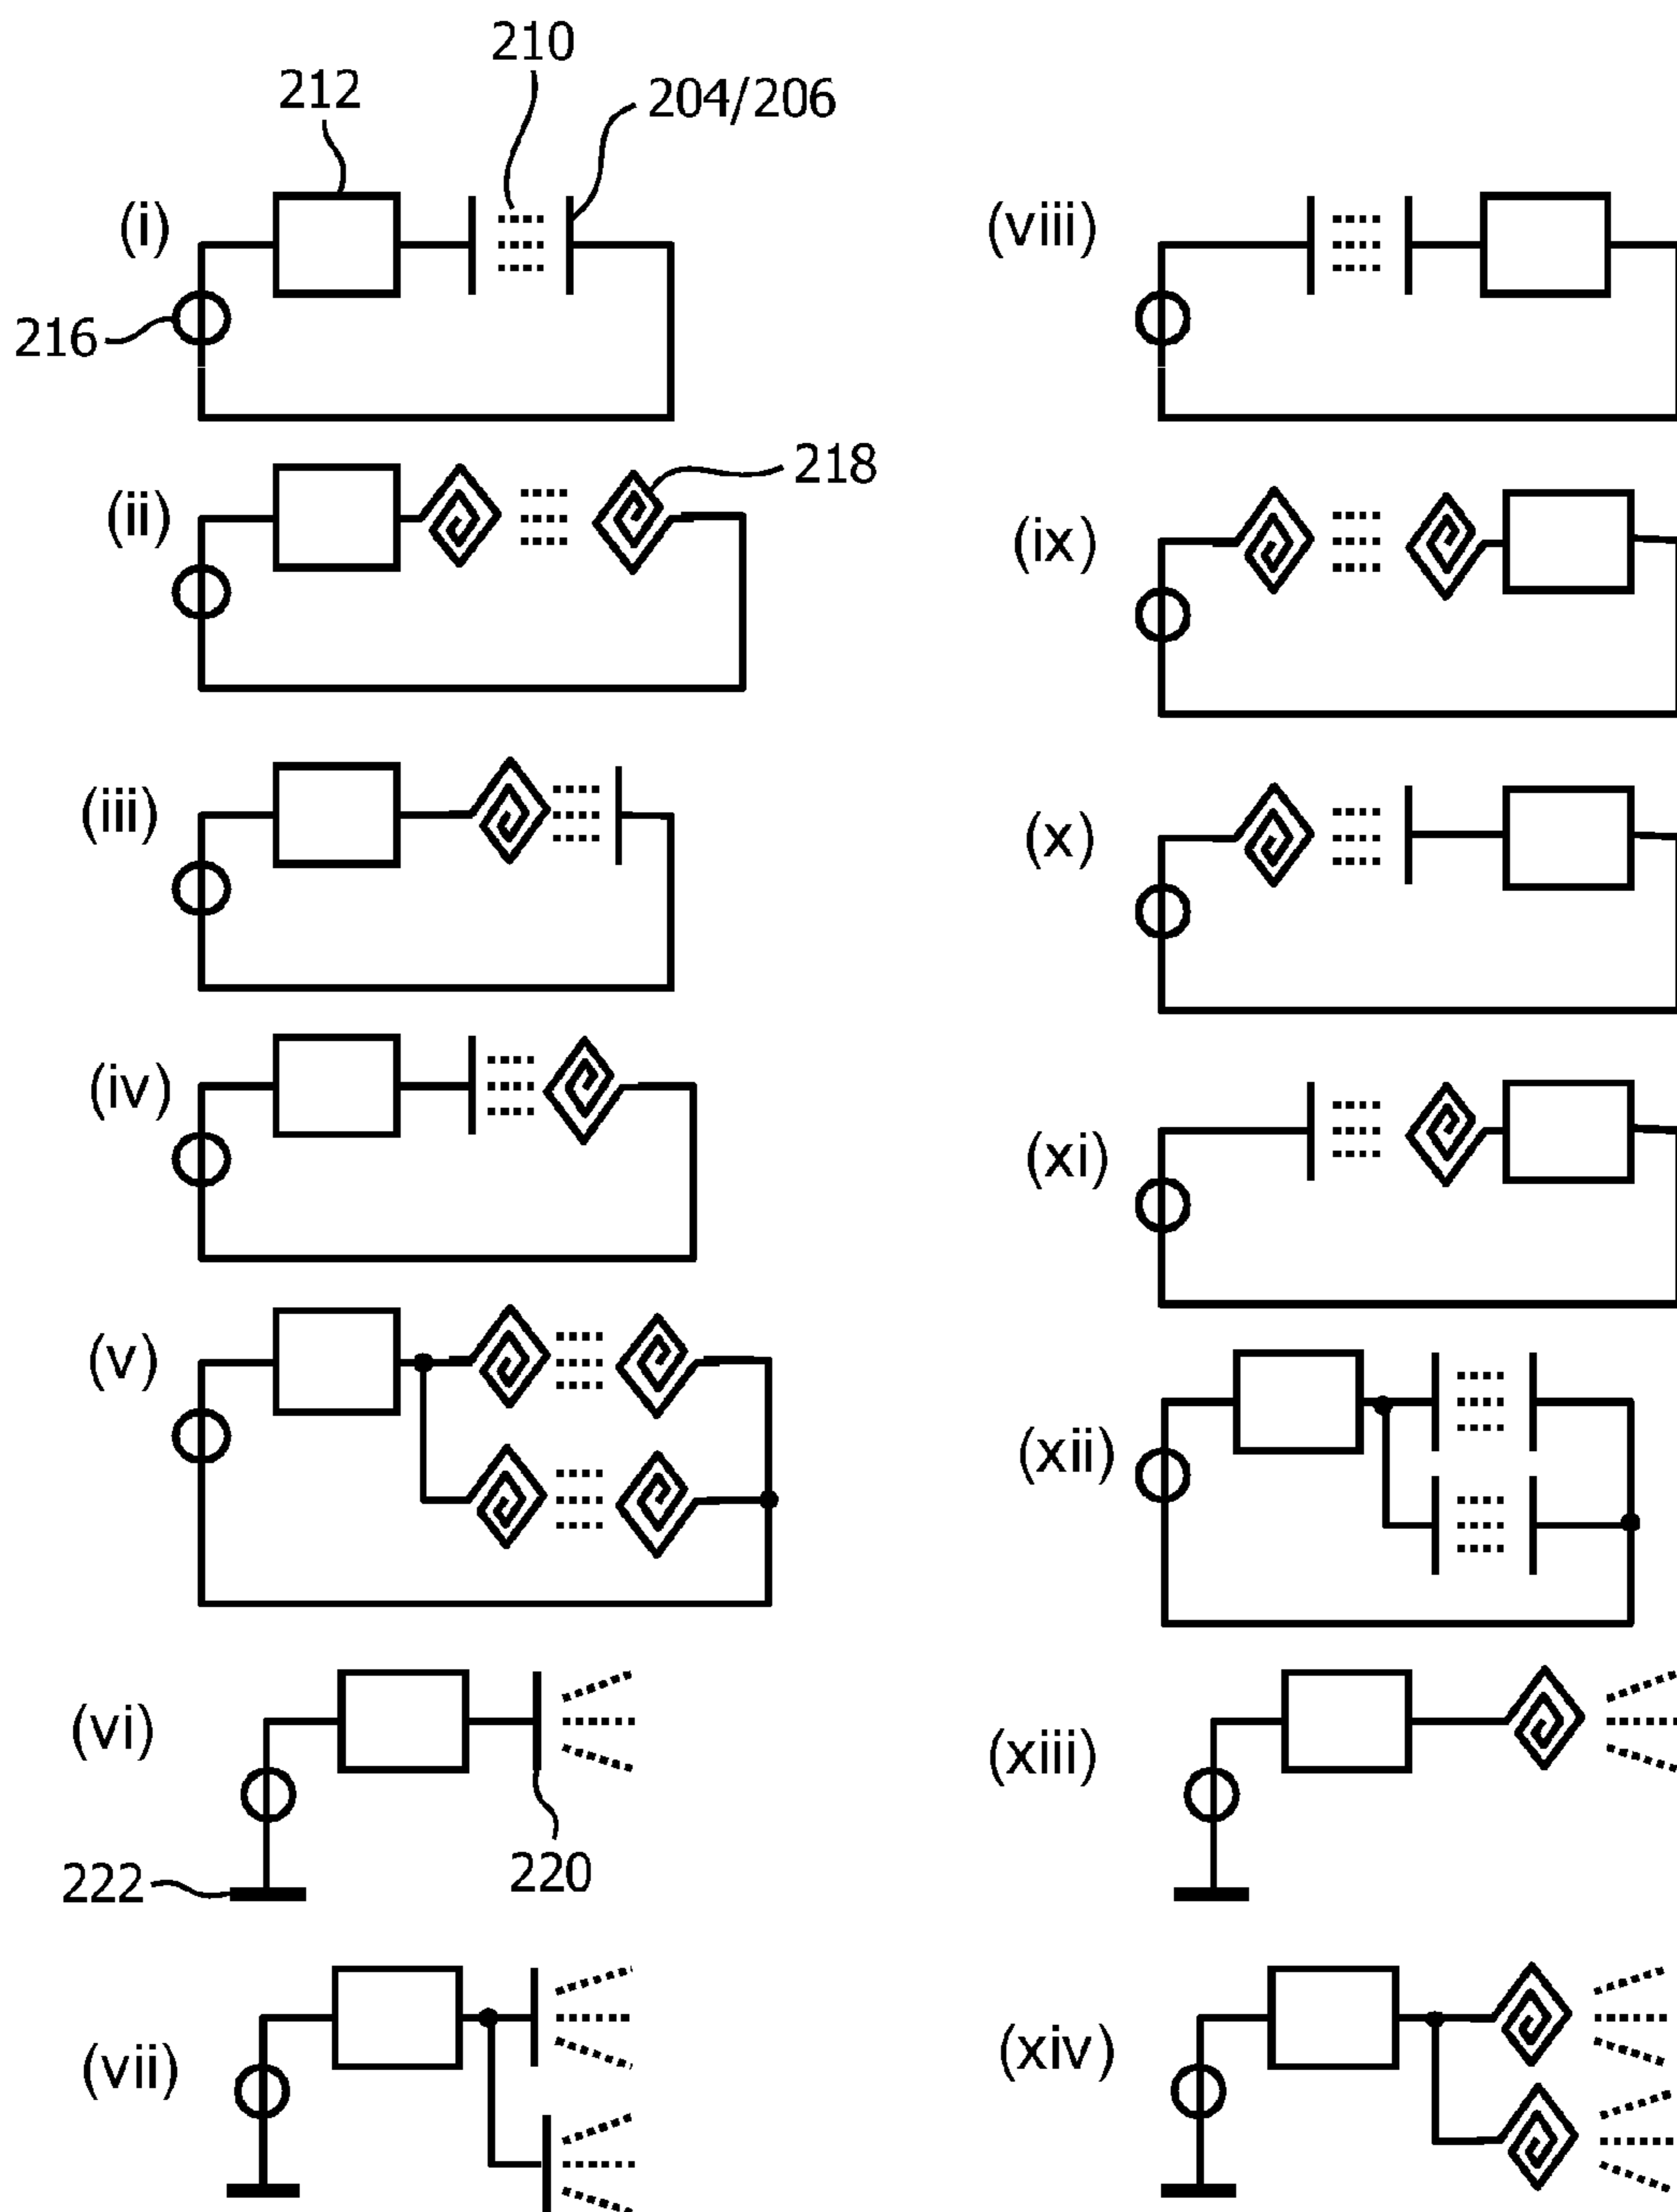 210
212
204/206
(i)
(viii)
216
218
(ii)
(ix)
(iii)
(x)
(iv)
(xi)
(v)
(xii)
(vi)
(xiii)
222
220
(vii)
(xiv)